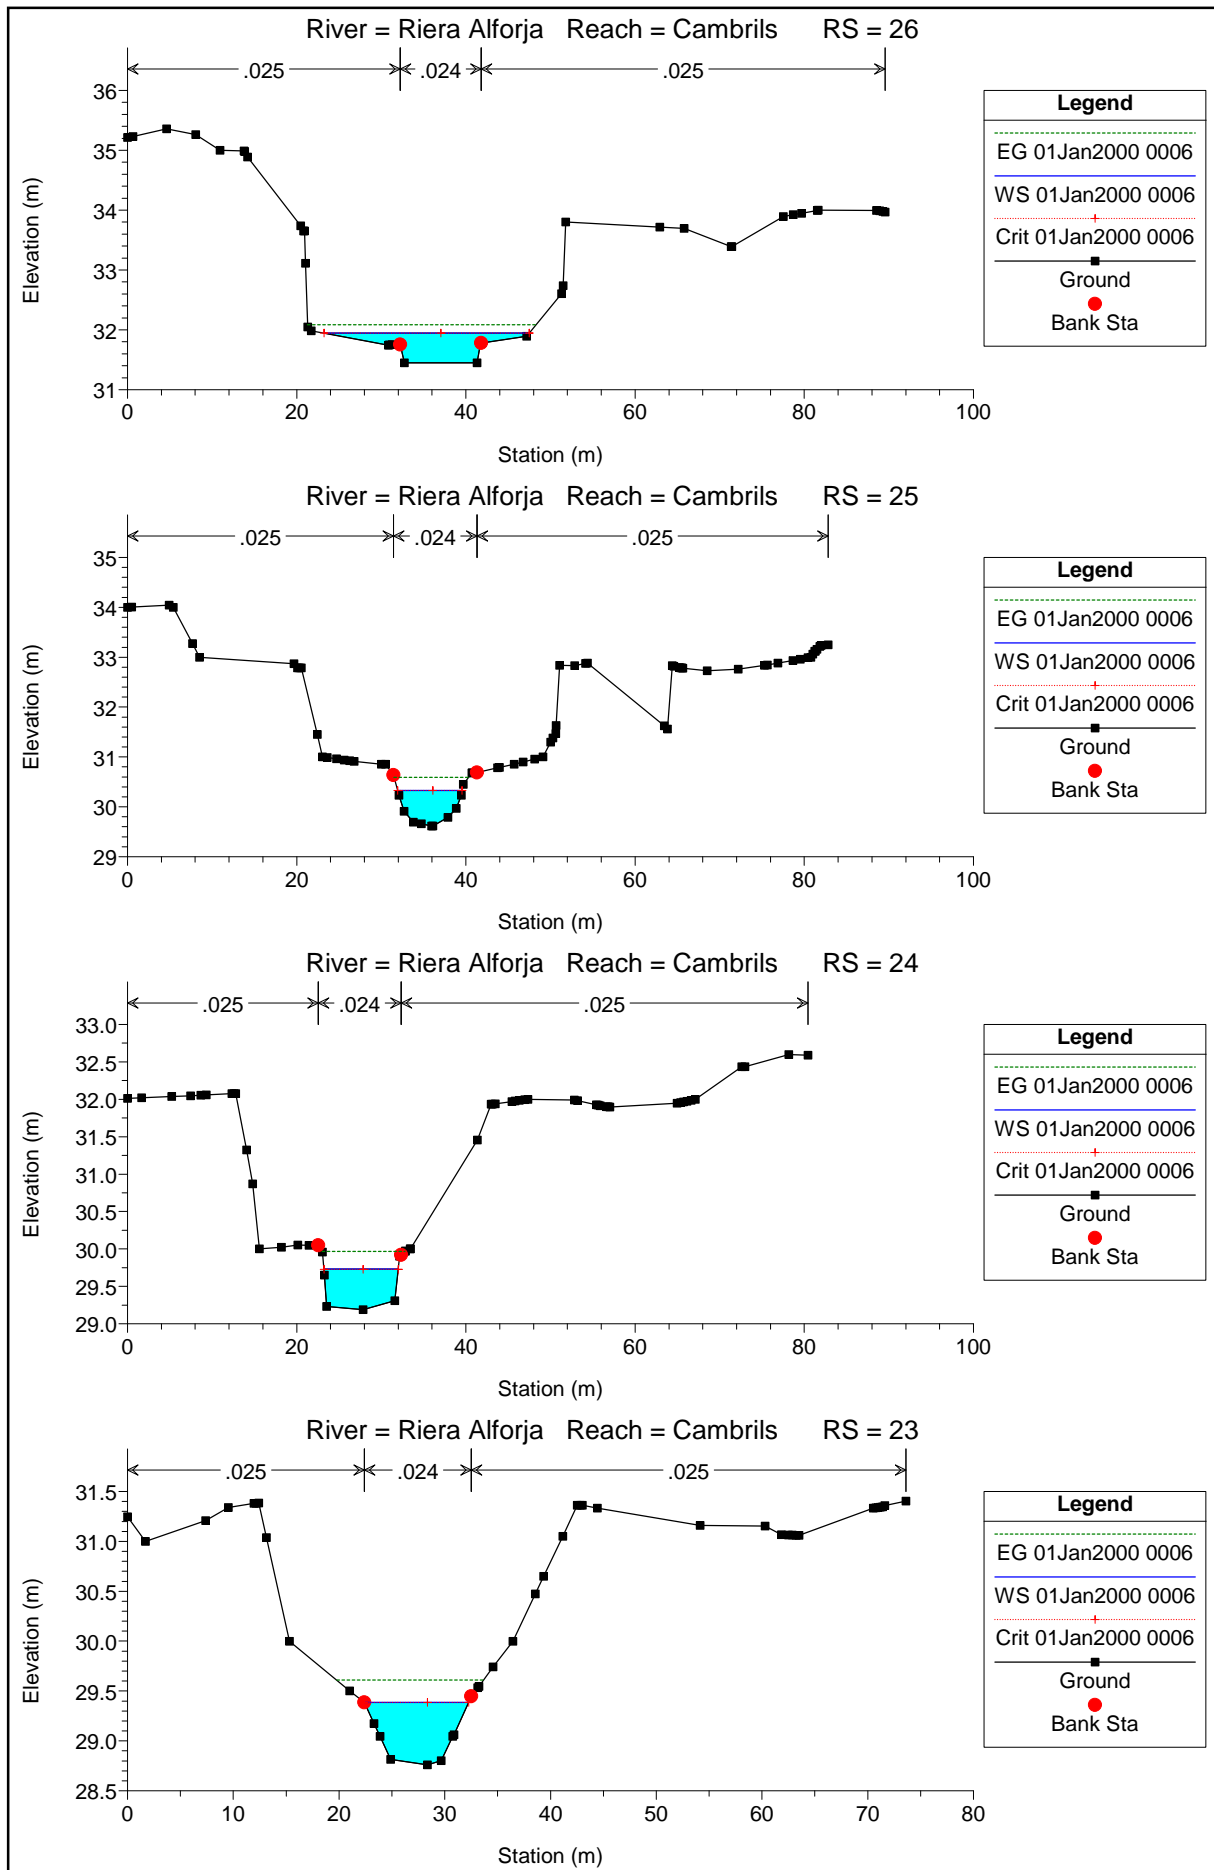 River = Riera Alforja Reach = Cambrils RS = 26
.025 .024 .025
36
35
34
33
32
31
Elevation (m)
0 20 40 60 80 100
Station (m)
Legend
EG 01Jan2000 0006
WS 01Jan2000 0006
Crit 01Jan2000 0006
Ground
Bank Sta
River = Riera Alforja Reach = Cambrils RS = 25
.025 .024 .025
35
34
33
32
31
30
29
Elevation (m)
0 20 40 60 80 100
Station (m)
Legend
EG 01Jan2000 0006
WS 01Jan2000 0006
Crit 01Jan2000 0006
Ground
Bank Sta
River = Riera Alforja Reach = Cambrils RS = 24
.025 .024 .025
33.0
32.5
32.0
31.5
31.0
30.5
30.0
29.5
29.0
Elevation (m)
0 20 40 60 80 100
Station (m)
Legend
EG 01Jan2000 0006
WS 01Jan2000 0006
Crit 01Jan2000 0006
Ground
Bank Sta
River = Riera Alforja Reach = Cambrils RS = 23
.025 .024 .025
31.5
31.0
30.5
30.0
29.5
29.0
28.5
Elevation (m)
0 10 20 30 40 50 60 70 80
Station (m)
Legend
EG 01Jan2000 0006
WS 01Jan2000 0006
Crit 01Jan2000 0006
Ground
Bank Sta